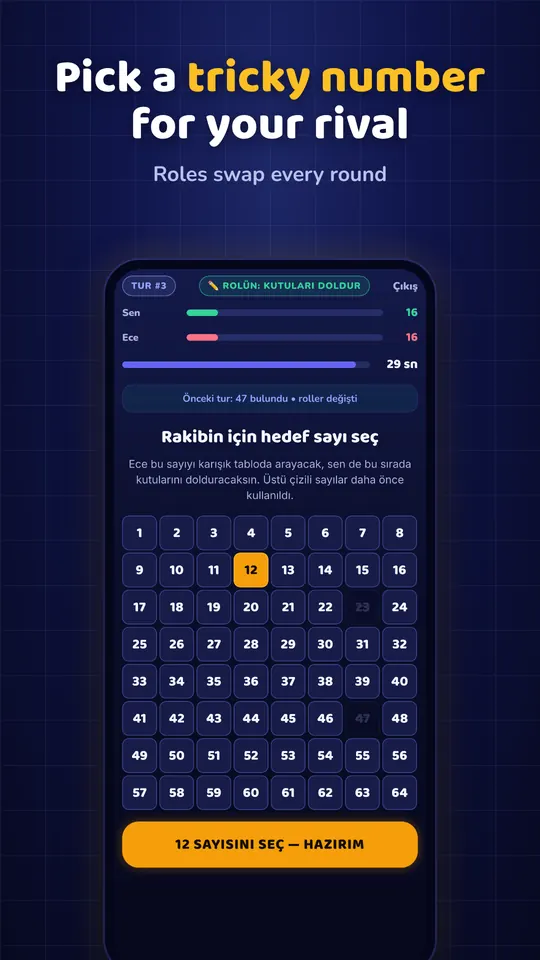 Pick a tricky number
for your rival
Roles swap every round
TUR #3
✏️ ROLÜN: KUTULARI DOLDUR
Çıkış
Sen 16
Ece 16
29 sn
Önceki tur: 47 bulundu • roller değişti
Rakibin için hedef sayı seç
Ece bu sayıyı karışık tabloda arayacak, sen de bu sırada
kutularını dolduracaksın. Üstü çizili sayılar daha önce
kullanıldı.
1 2 3 4 5 6 7 8
9 10 11 12 13 14 15 16
17 18 19 20 21 22 23 24
25 26 27 28 29 30 31 32
33 34 35 36 37 38 39 40
41 42 43 44 45 46 47 48
49 50 51 52 53 54 55 56
57 58 59 60 61 62 63 64
12 SAYISINI SEÇ — HAZIRIM